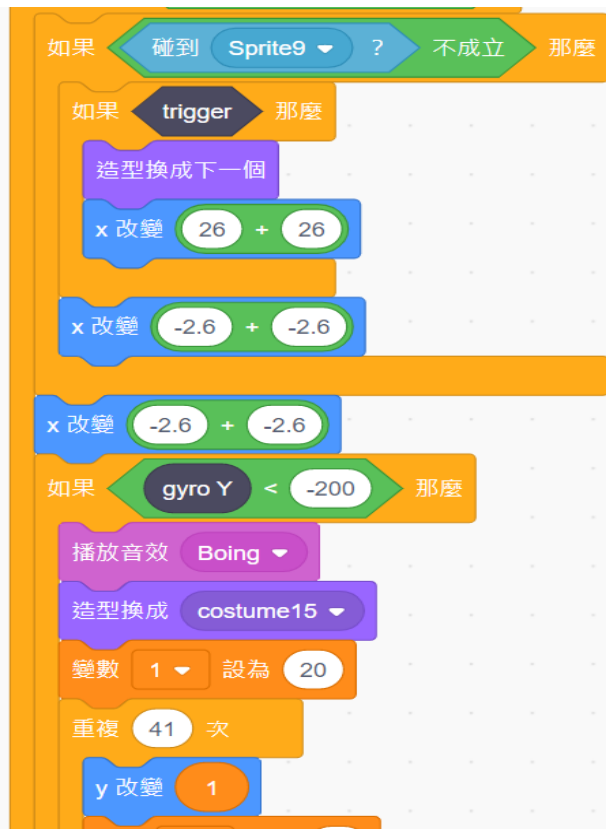 如果 碰到 Sprite9 ? 不成立 那麼
如果 trigger 那麼
造型換成下一個
x 改變 26 + 26
x 改變 -2.6 + -2.6
x 改變 -2.6 + -2.6
如果 gyro Y < -200 那麼
播放音效 Boing
造型換成 costume15
變數 1 設為 20
重複 41 次
y 改變 1